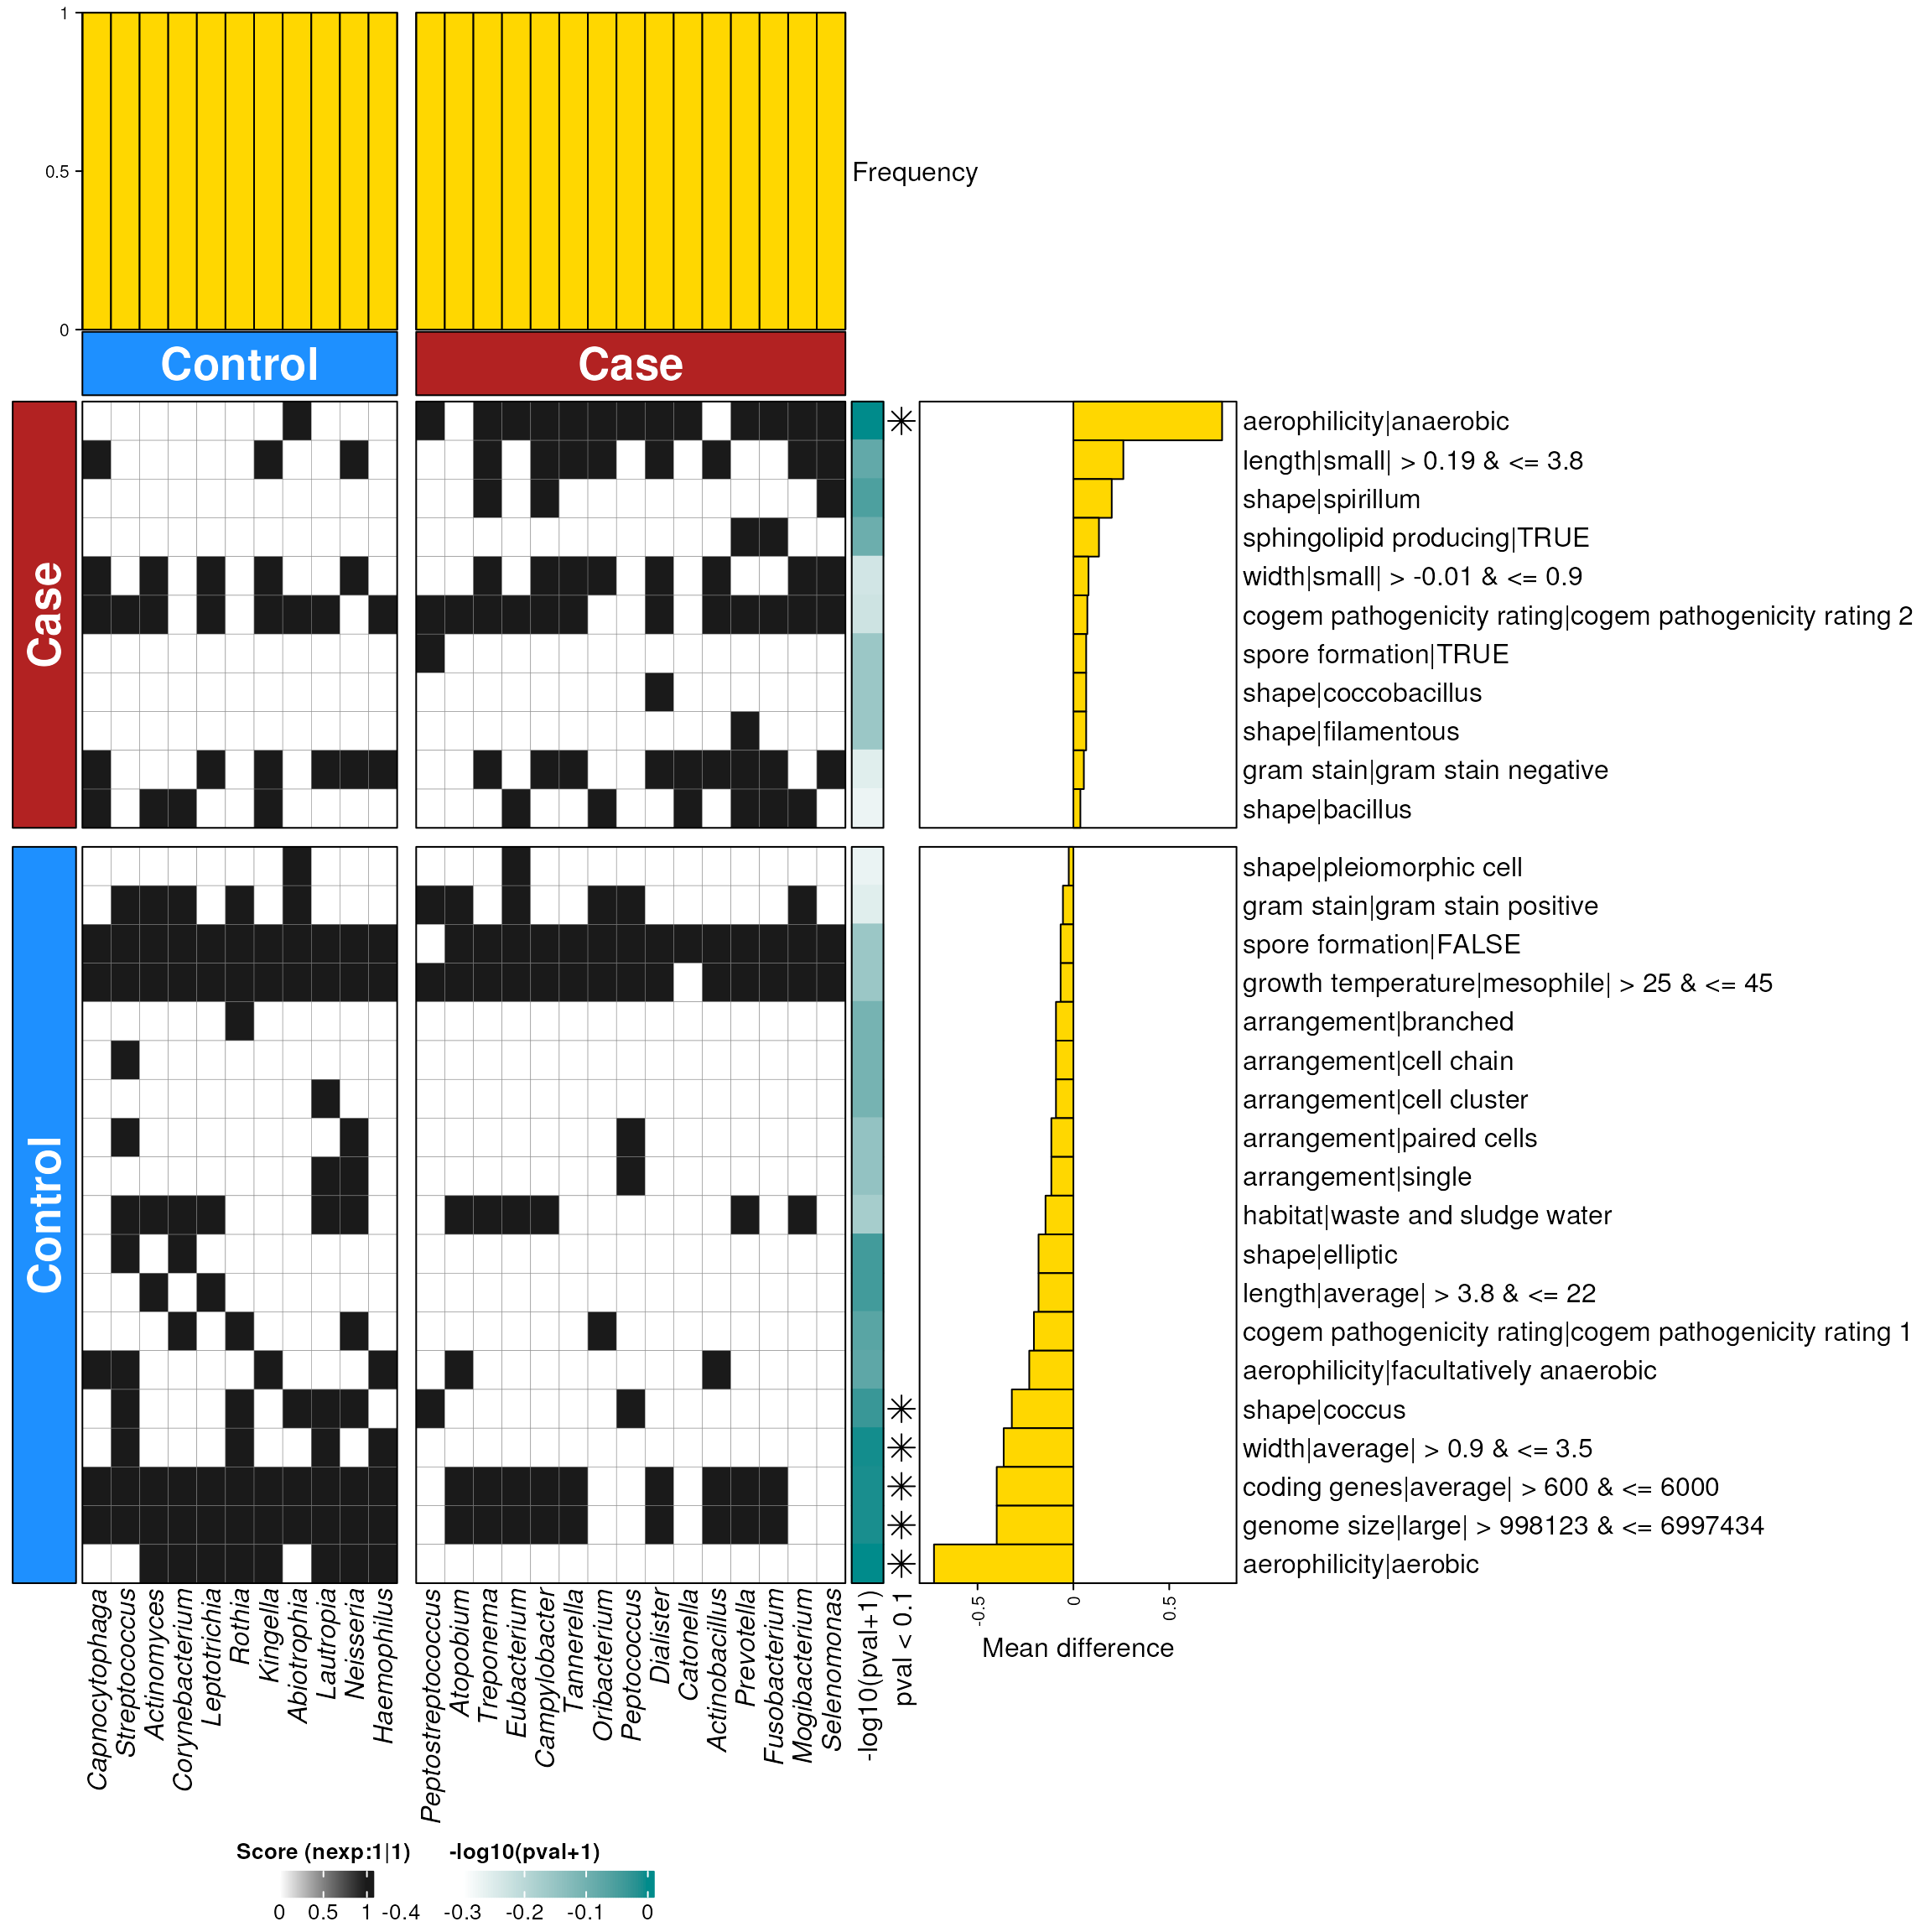 1
0.5
0
Frequency
Control
Case
Case
Control
aerophilicity|anaerobic
length|small| > 0.19 & <= 3.8
shape|spirillum
sphingolipid producing|TRUE
width|small| > -0.01 & <= 0.9
cogem pathogenicity rating|cogem pathogenicity rating 2
spore formation|TRUE
shape|coccobacillus
shape|filamentous
gram stain|gram stain negative
shape|bacillus
shape|pleiomorphic cell
gram stain|gram stain positive
spore formation|FALSE
growth temperature|mesophile| > 25 & <= 45
arrangement|branched
arrangement|cell chain
arrangement|cell cluster
arrangement|paired cells
arrangement|single
habitat|waste and sludge water
shape|elliptic
length|average| > 3.8 & <= 22
cogem pathogenicity rating|cogem pathogenicity rating 1
aerophilicity|facultatively anaerobic
shape|coccus
width|average| > 0.9 & <= 3.5
coding genes|average| > 600 & <= 6000
genome size|large| > 998123 & <= 6997434
aerophilicity|aerobic
Capnocytophaga
Streptococcus
Actinomyces
Corynebacterium
Leptotrichia
Rothia
Kingella
Abiotrophia
Lautropia
Neisseria
Haemophilus
Peptostreptococcus
Atopobium
Treponema
Eubacterium
Campylobacter
Tannerella
Oribacterium
Peptococcus
Dialister
Catonella
Actinobacillus
Prevotella
Fusobacterium
Mogibacterium
Selenomonas
-log10(pval+1)
pval < 0.1
-0.5
0
0.5
Mean difference
Score (nexp:1|1)
0 0.5 1
-log10(pval+1)
-0.4 -0.3 -0.2 -0.1 0